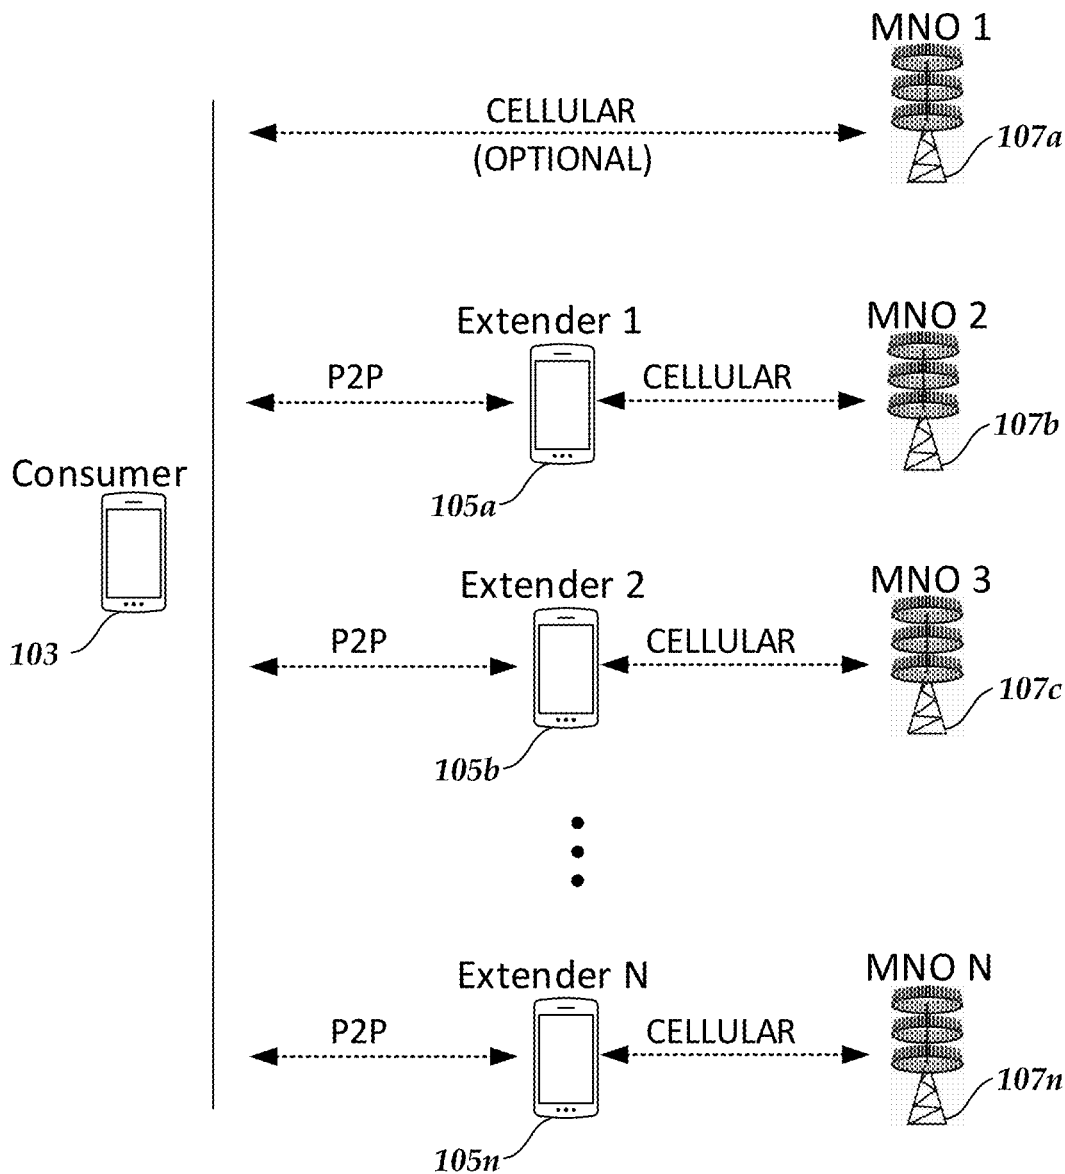 MNO 1
CELLULAR
(OPTIONAL)
107a
Extender 1
MNO 2
P2P
CELLULAR
107b
105a
Consumer
103
Extender 2
MNO 3
P2P
CELLULAR
107c
105b
Extender N
MNO N
P2P
CELLULAR
107n
105n